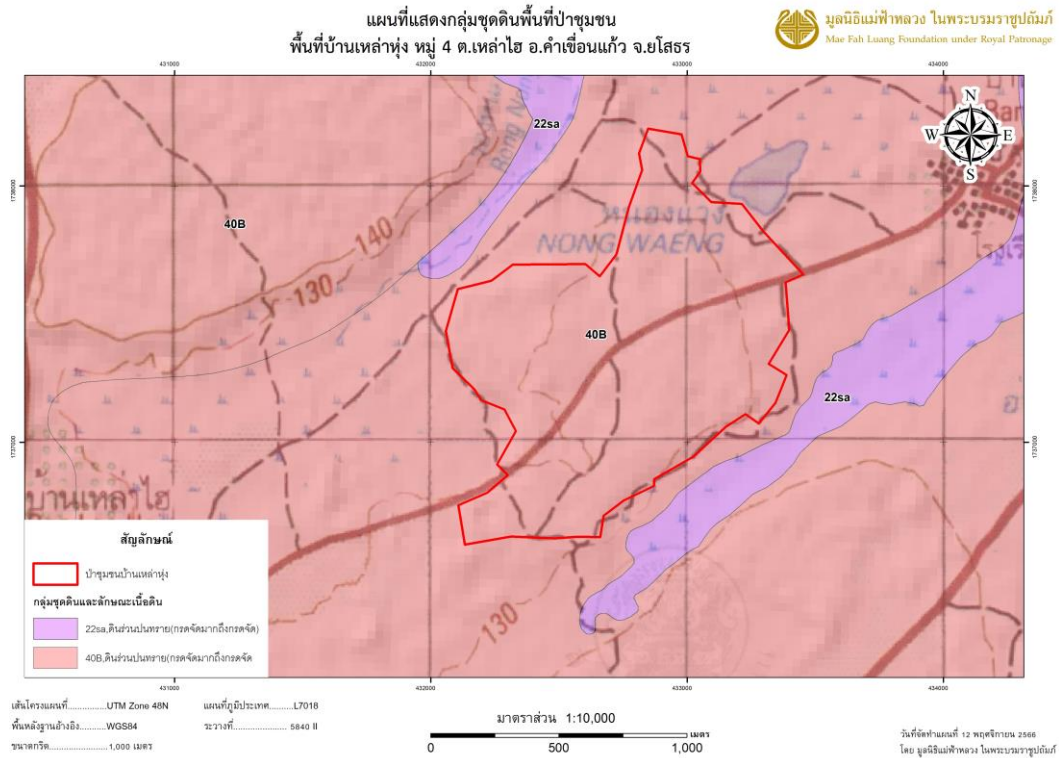 แผนที่แสดงกลุ่มชุดดินพื้นที่ป่าชุมชน
พื้นที่บ้านเหล่าหุ่ง หมู่ 4 ต.เหล่าไฮ อ.คำเขื่อนแก้ว จ.ยโสธร
มูลนิธิแม่ฟ้าหลวง ในพระบรมราชูปถัมภ์
Mae Fah Luang Foundation under Royal Patronage
431000 432000 433000 434000
N
W E
S
22sa
1738000 1738000
40B
140
130
หนองแวง
NONG WAENG
40B
22sa
1737000 1737000
บ้านเหล่าไฮ
130
สัญลักษณ์
ป่าชุมชนบ้านเหล่าหุ่ง
กลุ่มชุดดินและลักษณะเนื้อดิน
22sa,ดินร่วนปนทราย(กรดจัดมากถึงกรดจัด)
40B,ดินร่วนปนทราย(กรดจัดมากถึงกรดจัด
431000 432000 433000 434000
เส้นโครงแผนที่...............UTM Zone 48N แผนที่ภูมิประเทศ.........L7018
พื้นหลังฐานอ้างอิง..........WGS84 ระวางที่................. 5840 II
ขนาดกริด......................1,000 เมตร
มาตราส่วน 1:10,000
เมตร
0 500 1,000
วันที่จัดทำแผนที่ 12 พฤศจิกายน 2566
โดย มูลนิธิแม่ฟ้าหลวง ในพระบรมราชูปถัมภ์